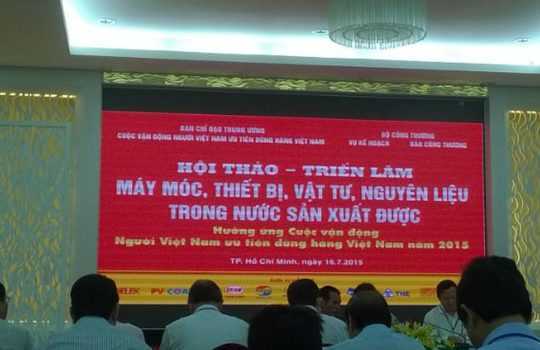 BAN CHỈ ĐẠO TRUNG ƯƠNG
CUỘC VẬN ĐỘNG NGƯỜI VIỆT NAM ƯU TIÊN DÙNG HÀNG VIỆT NAM
BỘ CÔNG THƯƠNG
VỤ KẾ HOẠCH BÁO CÔNG THƯƠNG
HỘI THẢO – TRIỂN LÃM
MÁY MÓC, THIẾT BỊ, VẬT TƯ, NGUYÊN LIỆU
TRONG NƯỚC SẢN XUẤT ĐƯỢC
Hưởng ứng Cuộc vận động
Người Việt Nam ưu tiên dùng hàng Việt Nam năm 2015
TP. Hồ Chí Minh, ngày 16.7.2015